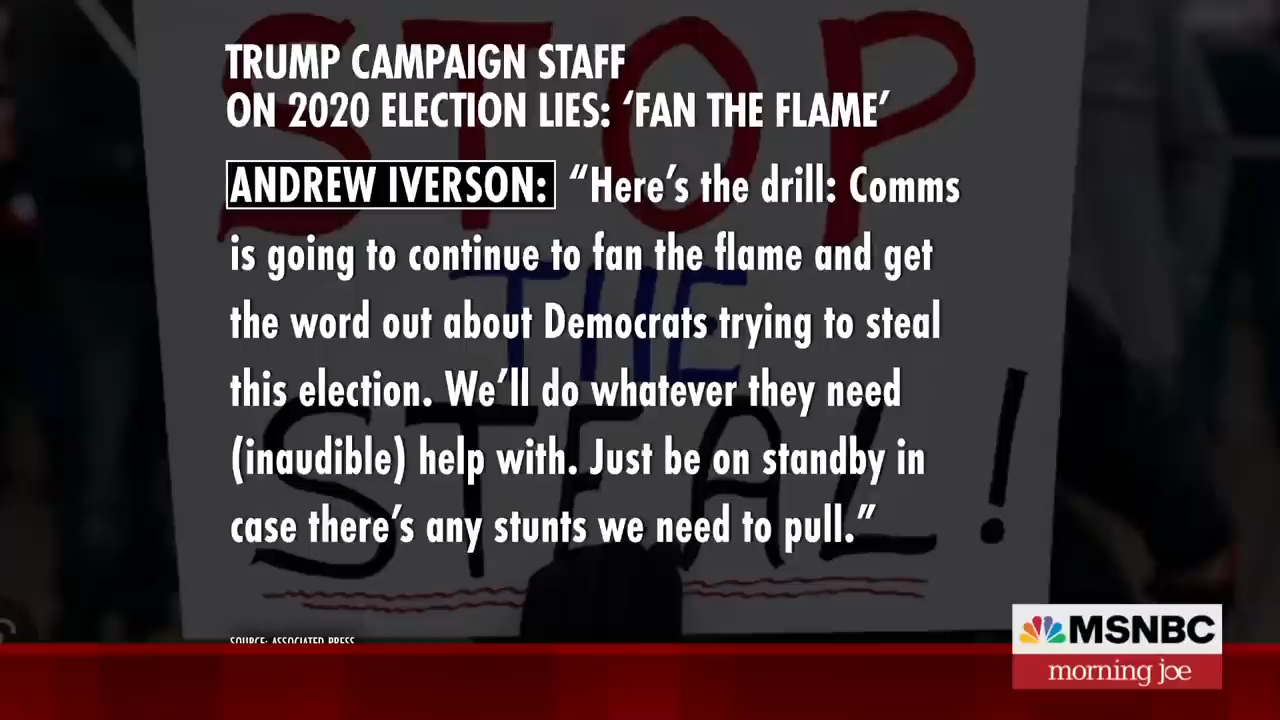 TRUMP CAMPAIGN STAFF
ON 2020 ELECTION LIES: ‘FAN THE FLAME’
ANDREW IVERSON: “Here’s the drill: Comms
is going to continue to fan the flame and get
the word out about Democrats trying to steal
this election. We’ll do whatever they need
(inaudible) help with. Just be on standby in
case there’s any stunts we need to pull.”
STOP
THE
STEAL!
SOURCE: ASSOCIATED PRESS
MSNBC
morning joe